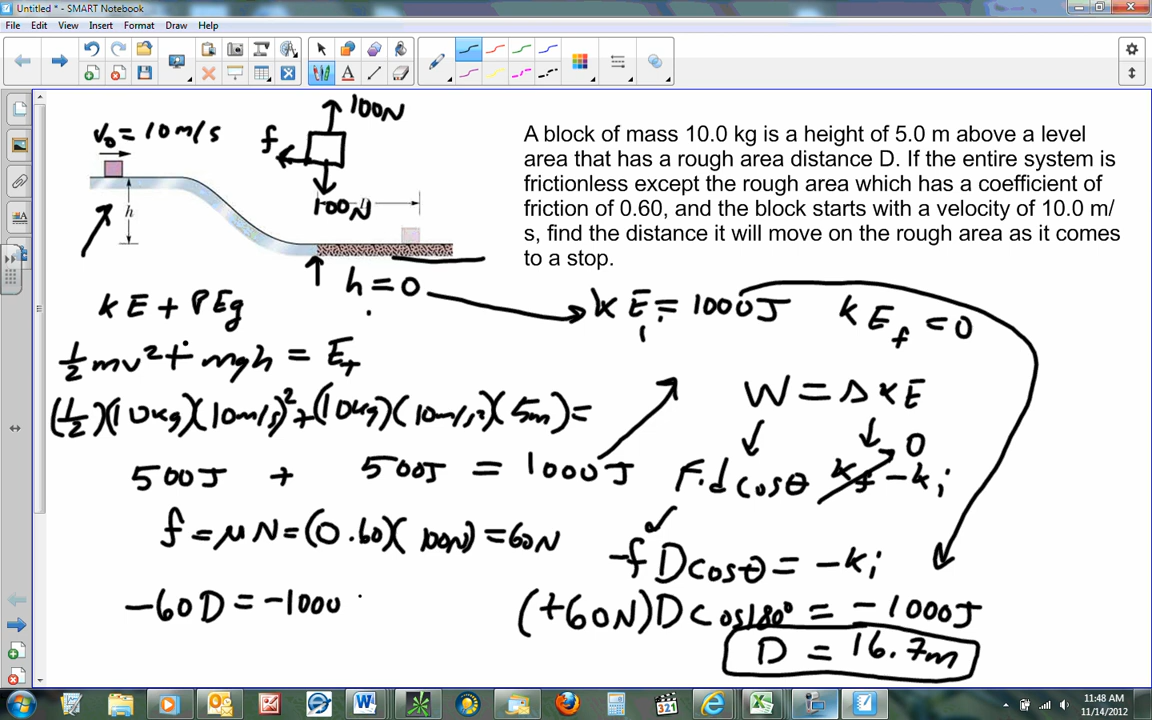 Untitled * - SMART Notebook
File Edit View Insert Format Draw Help
100N
V₀ = 10m/s
f
h
100N
A block of mass 10.0 kg is a height of 5.0 m above a level
area that has a rough area distance D. If the entire system is
frictionless except the rough area which has a coefficient of
friction of 0.60, and the block starts with a velocity of 10.0 m/
s, find the distance it will move on the rough area as it comes
to a stop.
h = 0
KE + PEg
KEᵢ = 1000J KE_f = 0
½mv² + mgh = E_T
W = ΔKE
(½)(10kg)(10m/s)² + (10kg)(10m/s²)(5m) =
0
500J + 500J = 1000J
F·d cosθ K_f - Kᵢ
f = μN = (0.60)(100N) = 60N
-f D cosθ = -Kᵢ
-60D = -1000
(+60N)D cos180° = -1000J
D = 16.7m
321
11:48 AM
11/14/2012